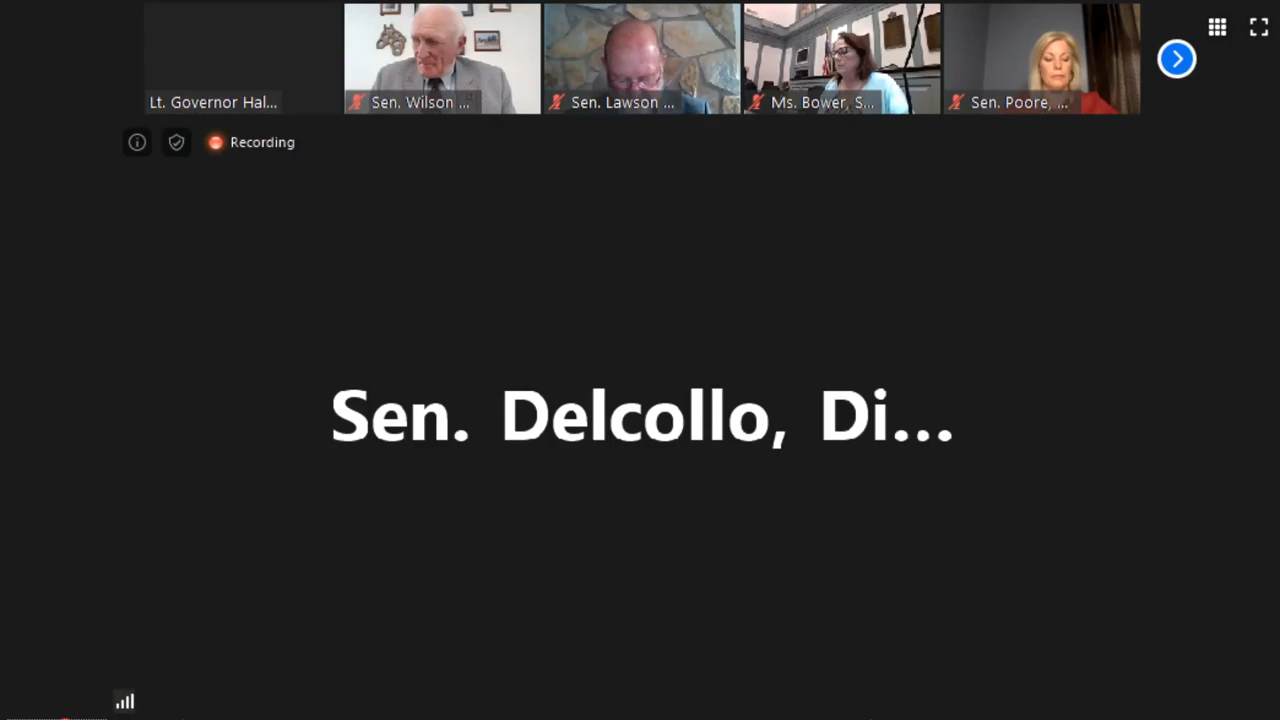 Lt. Governor Hal...
Sen. Wilson ...
Sen. Lawson ...
Ms. Bower, S...
Sen. Poore, ...
Recording
Sen. Delcollo, Di...